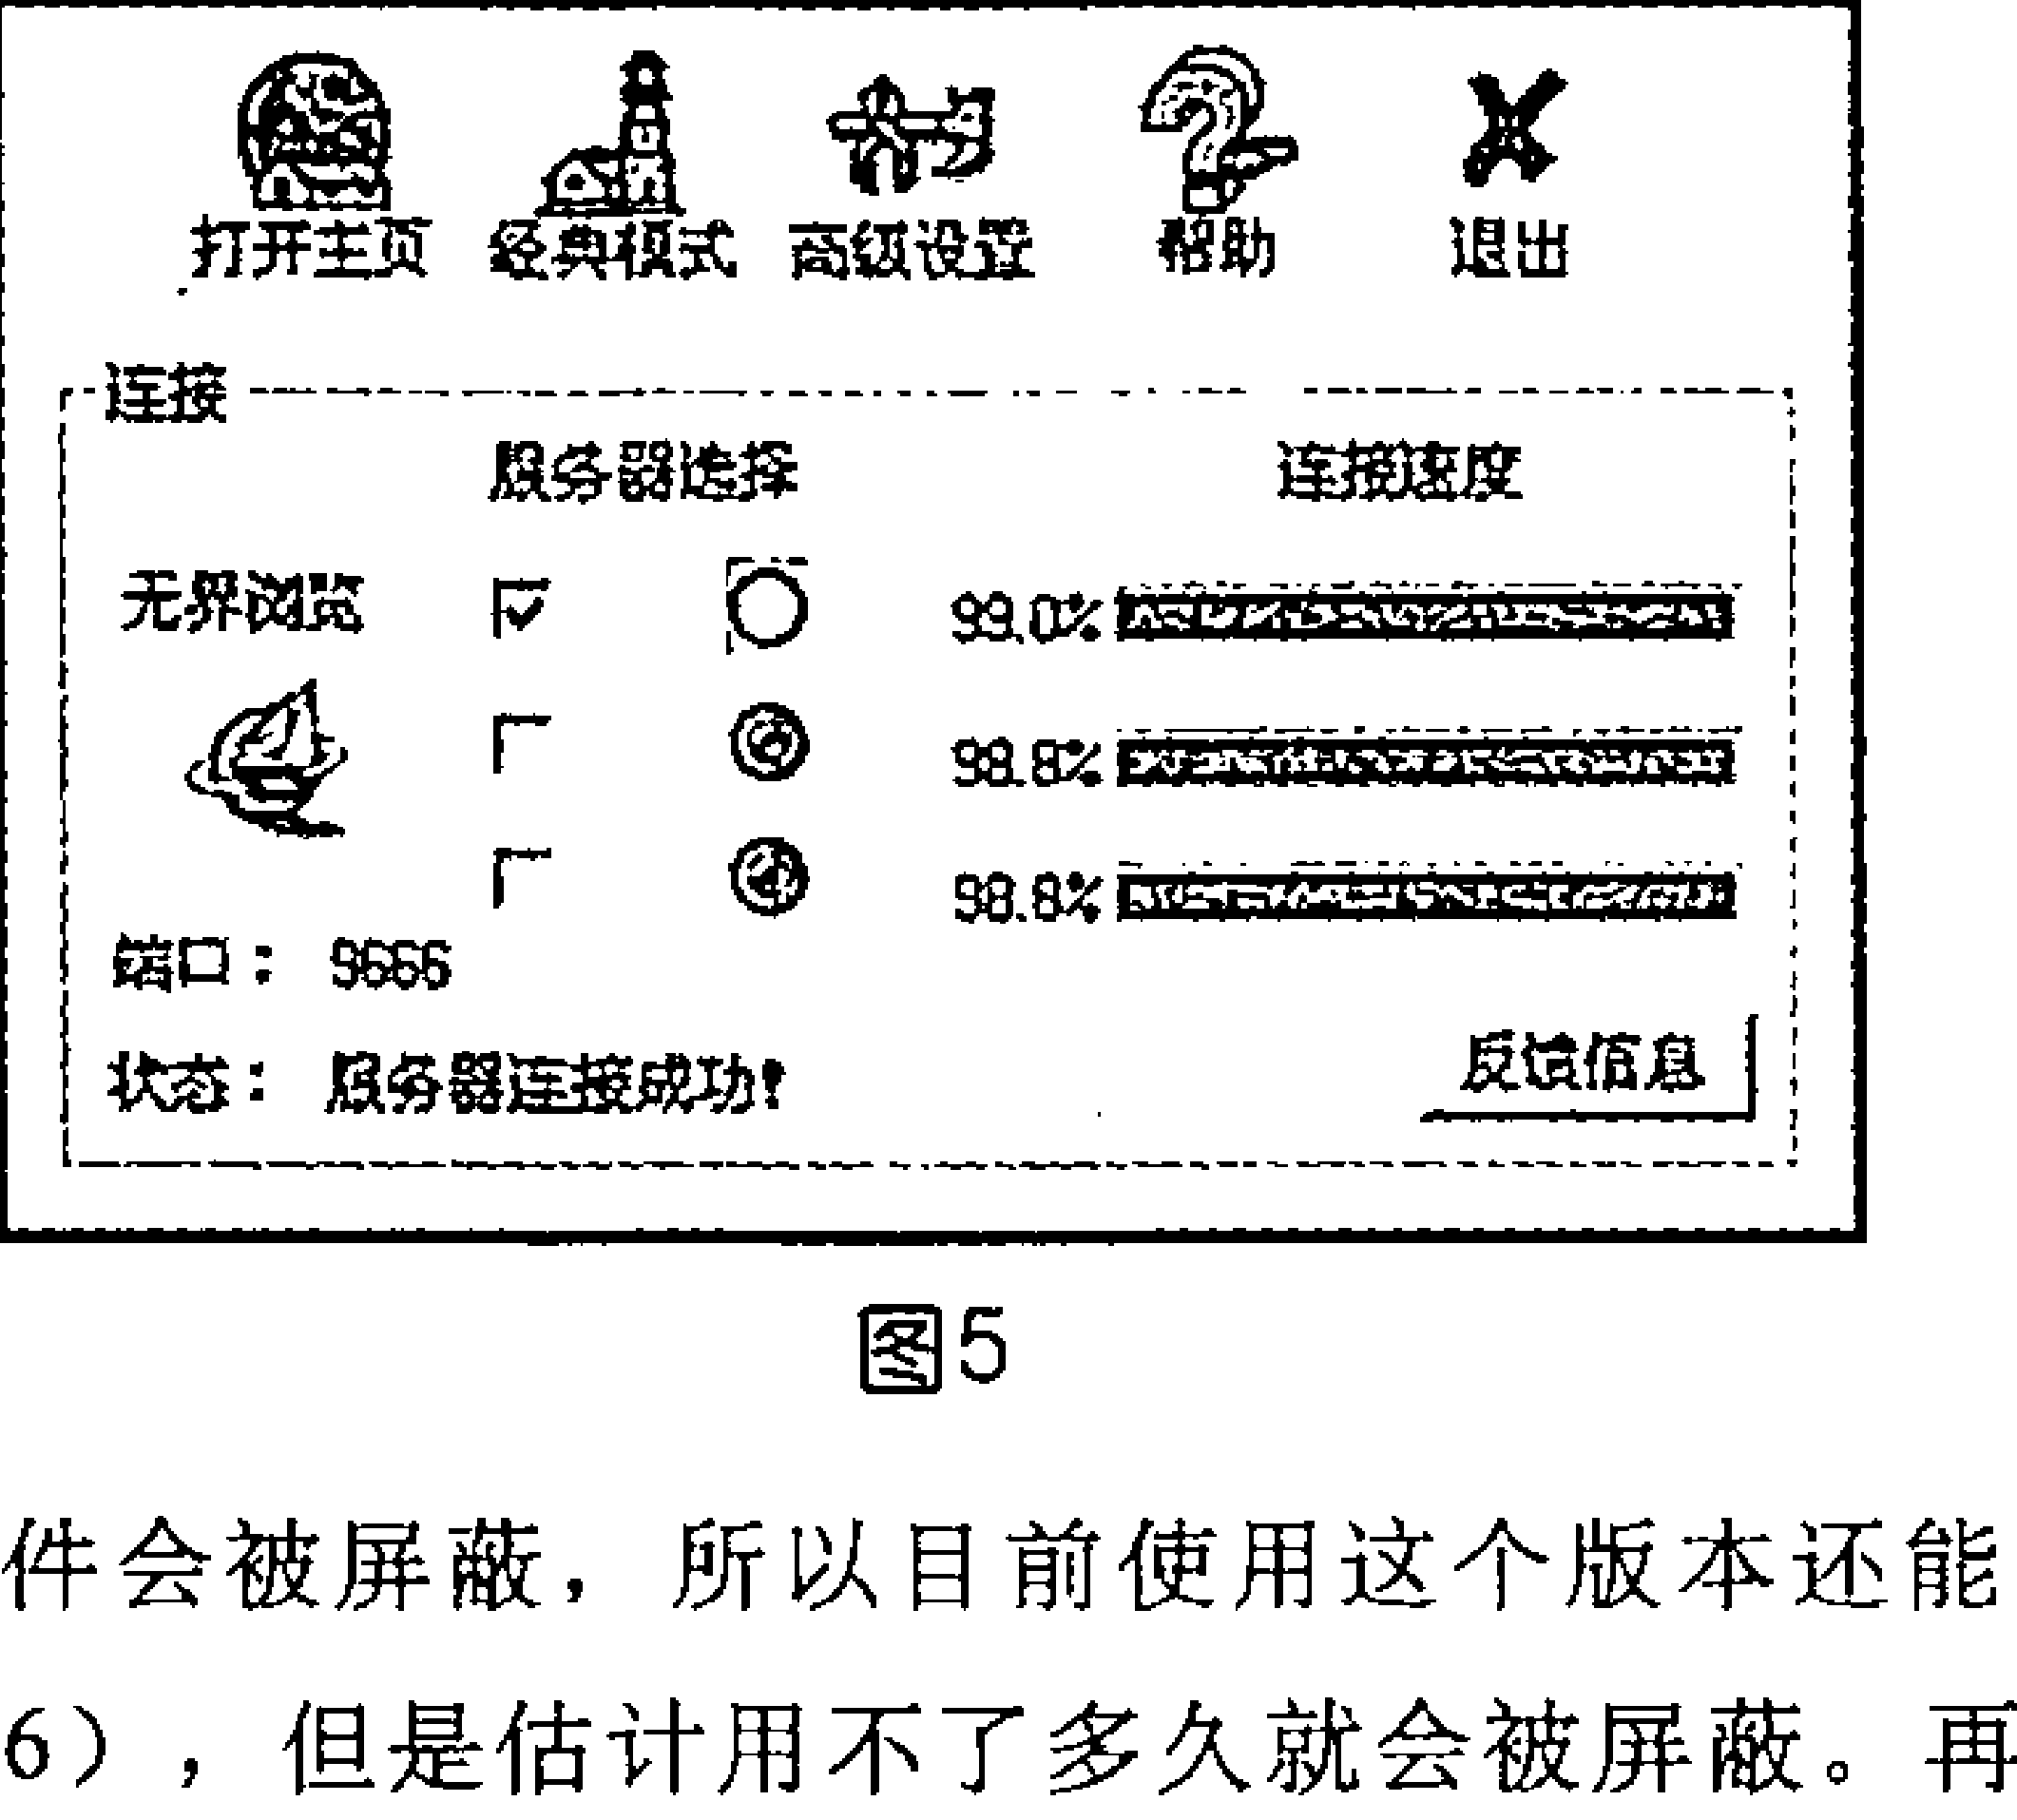 打开主页 经典模式 高级设置 帮助 退出
连接
服务器选择 连接速度
无界浏览 99.0%
98.8%
98.8%
端口： 9666
状态： 服务器连接成功！
反馈信息
图5
件会被屏蔽，所以目前使用这个版本还能
6），但是估计用不了多久就会被屏蔽。再